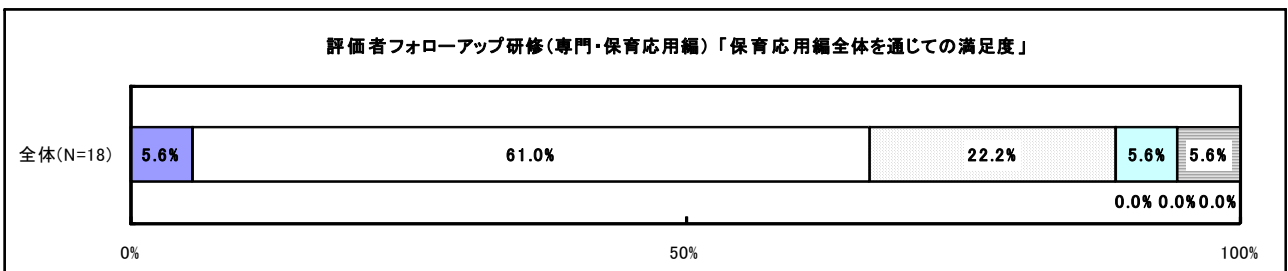 評価者フォローアップ研修(専門・保育応用編)「保育応用編全体を通じての満足度」
全体(N=18) 5.6% 61.0% 22.2% 5.6% 5.6%
0.0% 0.0% 0.0%
0% 50% 100%